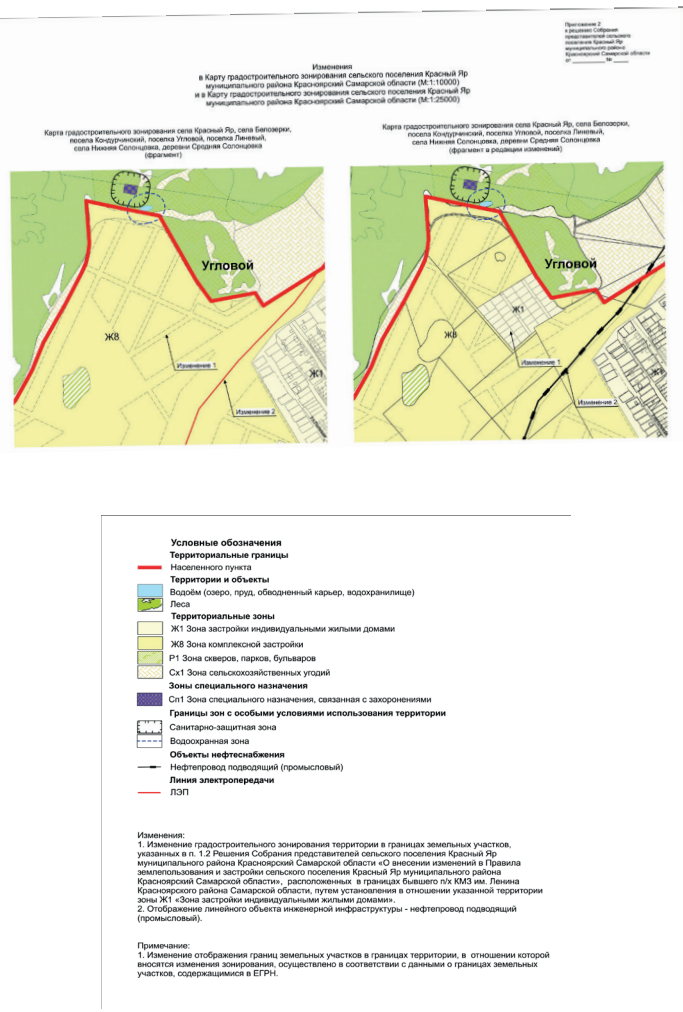 Приложение 2
к решению Собрания
представителей сельского
поселения Красный Яр
муниципального района
Красноярский Самарской области
от __________ № ____
Изменения
в Карту градостроительного зонирования сельского поселения Красный Яр
муниципального района Красноярский Самарской области (М:1:10000)
и в Карту градостроительного зонирования сельского поселения Красный Яр
муниципального района Красноярский Самарской области (М:1:25000)
Карта градостроительного зонирования села Красный Яр, села Белозерки,
посела Кондурчинский, поселка Угловой, поселка Линевый,
села Нижняя Солонцовка, деревни Средняя Солонцовка
(фрагмент)
Угловой
Ж8
Изменение 1
Ж1
Изменение 2
Карта градостроительного зонирования села Красный Яр, села Белозерки,
поселка Кондурчинский, поселка Угловой, поселка Линевый,
села Нижняя Солонцовка, деревни Средняя Солонцовка
(фрагмент в редакции изменений)
Угловой
Ж1
Ж8
Изменение 1
Ж1
Изменение 2
Условные обозначения
Территориальные границы
Населенного пункта
Территории и объекты
Водоём (озеро, пруд, обводненный карьер, водохранилище)
Леса
Территориальные зоны
Ж1 Зона застройки индивидуальными жилыми домами
Ж8 Зона комплексной застройки
Р1 Зона скверов, парков, бульваров
Сх1 Зона сельскохозяйственных угодий
Зоны специального назначения
Сп1 Зона специального назначения, связанная с захоронениями
Границы зон с особыми условиями использования территории
Санитарно-защитная зона
Водоохранная зона
Объекты нефтеснабжения
Нефтепровод подводящий (промысловый)
Линия электропередачи
ЛЭП
Изменения:
1. Изменение градостроительного зонирования территории в границах земельных участков,
указанных в п. 1.2 Решения Собрания представителей сельского поселения Красный Яр
муниципального района Красноярский Самарской области «О внесении изменений в Правила
землепользования и застройки сельского поселения Красный Яр муниципального района
Красноярский Самарской области», расположенных в границах бывшего п/х КМЗ им. Ленина
Красноярского района Самарской области, путем установления в отношении указанной территории
зоны Ж1 «Зона застройки индивидуальными жилыми домами».
2. Отображение линейного объекта инженерной инфраструктуры - нефтепровод подводящий
(промысловый).
Примечание:
1. Изменение отображения границ земельных участков в границах территории, в отношении которой
вносятся изменения зонирования, осуществлено в соответствии с данными о границах земельных
участков, содержащимися в ЕГРН.